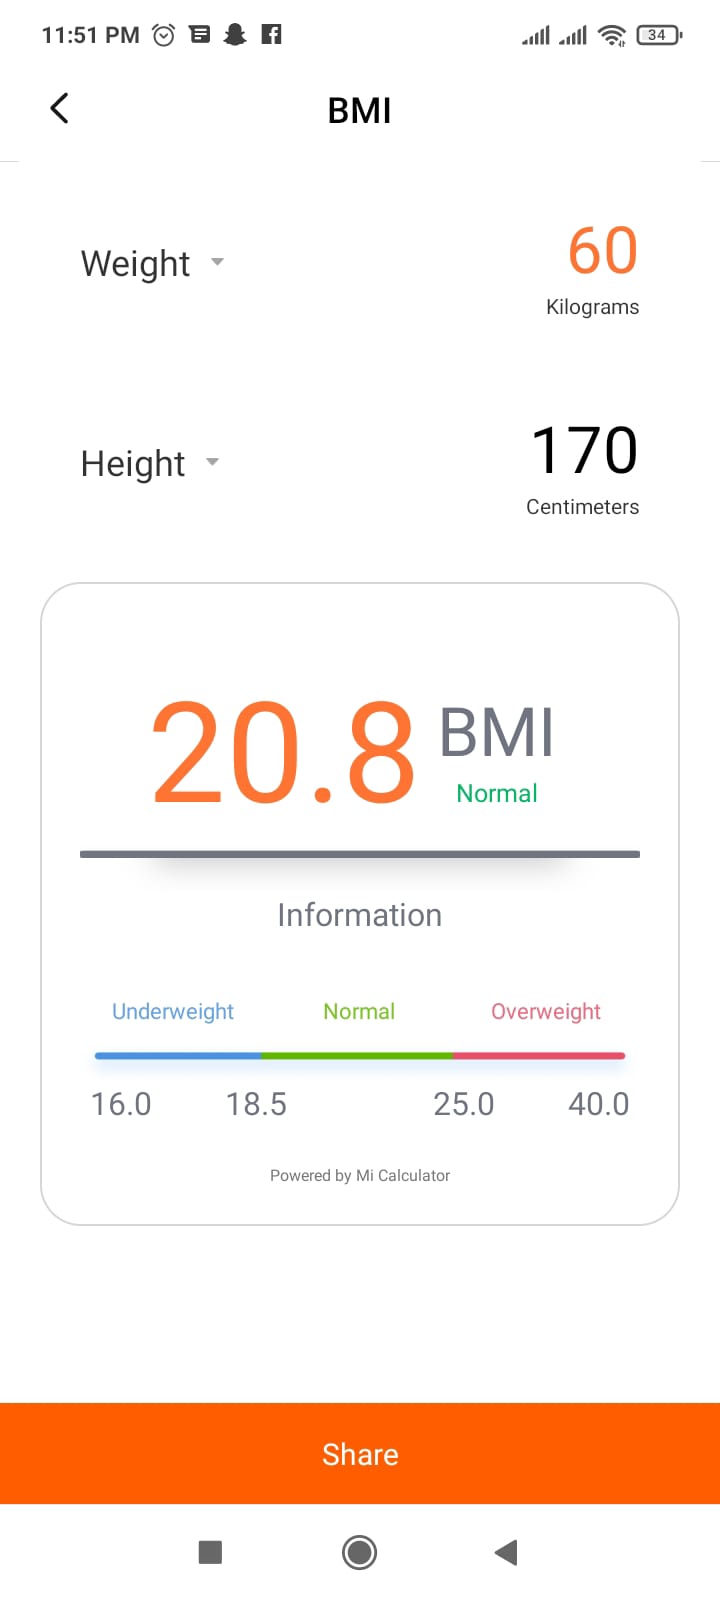 11:51 PM 34
BMI
Weight 60
Kilograms
Height 170
Centimeters
20.8 BMI
Normal
Information
Underweight Normal Overweight
16.0 18.5 25.0 40.0
Powered by Mi Calculator
Share